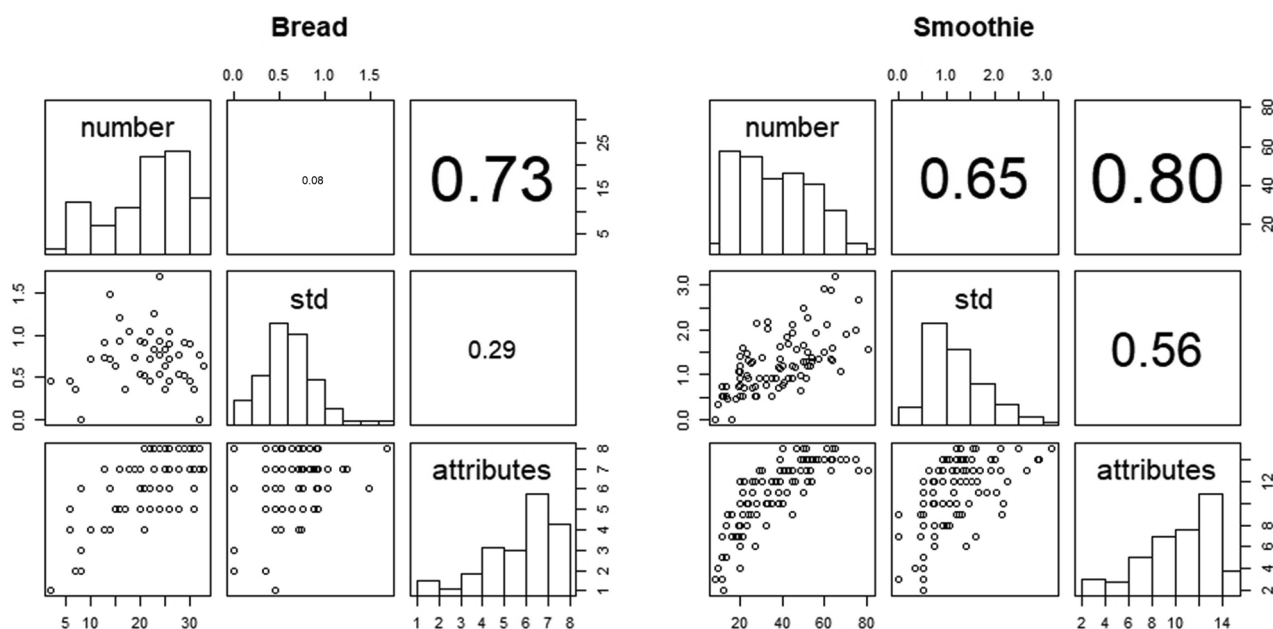 Bread Smoothie
0.0 0.5 1.0 1.5 0.0 1.0 2.0 3.0
number 0.08 0.73 5 15 25 number 0.65 0.80 20 40 60 80
0.0 0.5 1.0 1.5 std 0.29 0.0 1.0 2.0 3.0 std 0.56
attributes 1 2 3 4 5 6 7 8 attributes 2 4 6 8 12
5 10 20 30 1 2 3 4 5 6 7 8 20 40 60 80 2 4 6 8 10 14